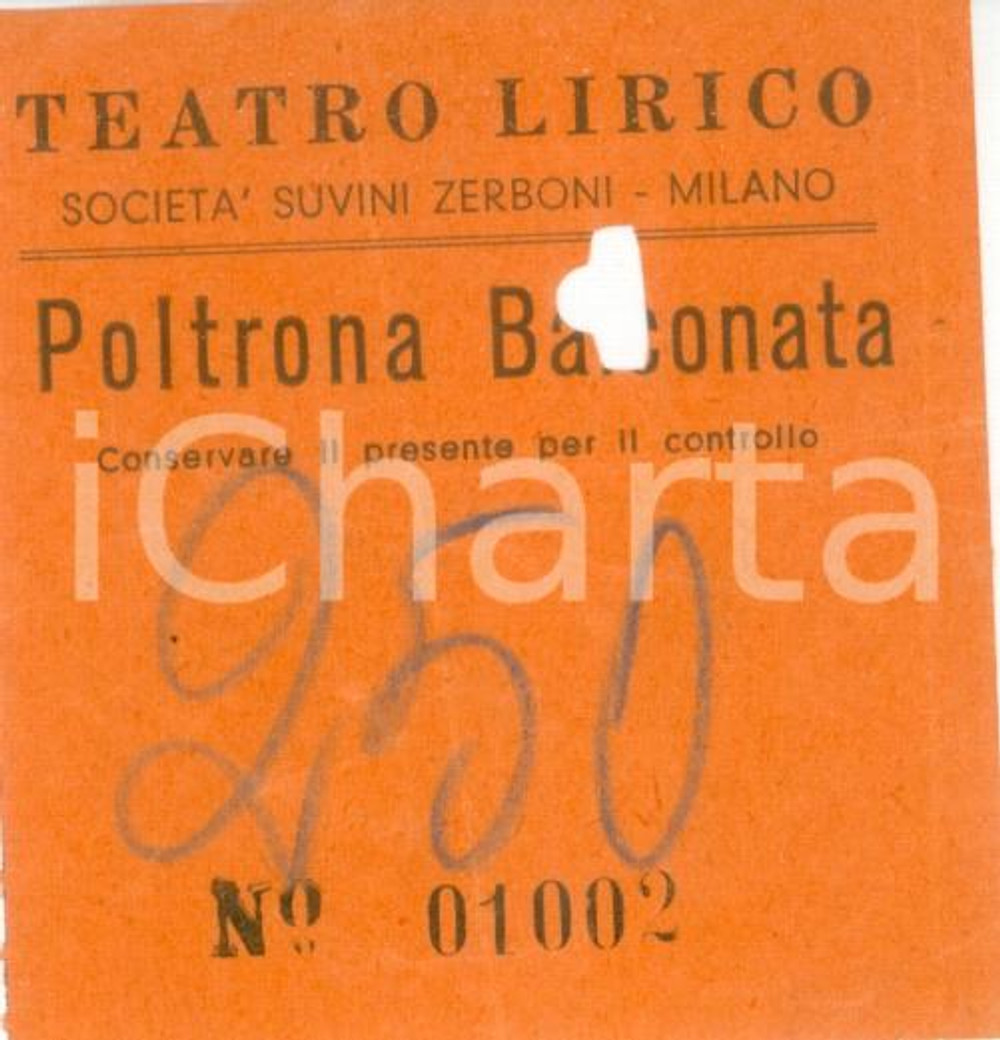 TEATRO LIRICO
SOCIETA' SUVINI ZERBONI - MILANO
Poltrona Balconata
Conservare il presente per il controllo
iCharta
250
Nº 01002